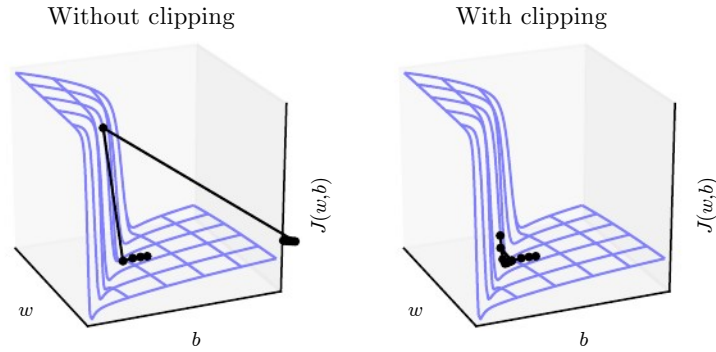 Without clipping
With clipping
J(w,b)
w
b
J(w,b)
w
b